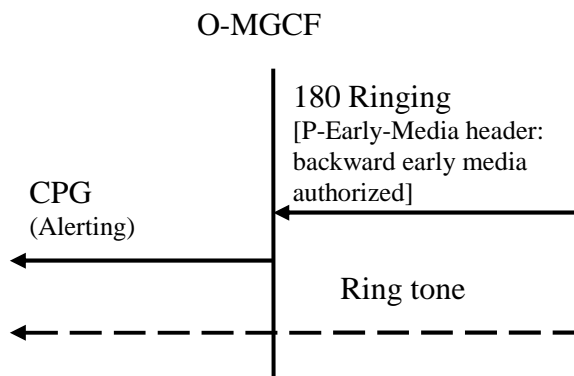 O-MGCF
180 Ringing
[P-Early-Media header:
backward early media
authorized]
CPG
(Alerting)
Ring tone